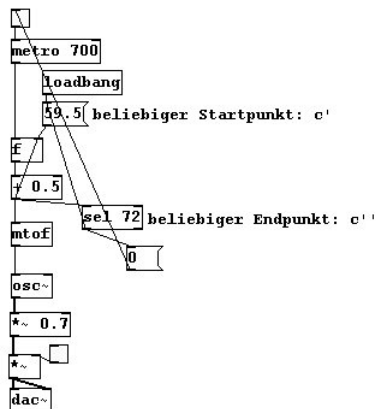 metro 700
loadbang
59.5 beliebiger Startpunkt: c'
f
+ 0.5
sel 72 beliebiger Endpunkt: c''
mtof
0
osc~
*~ 0.7
*~
dac~